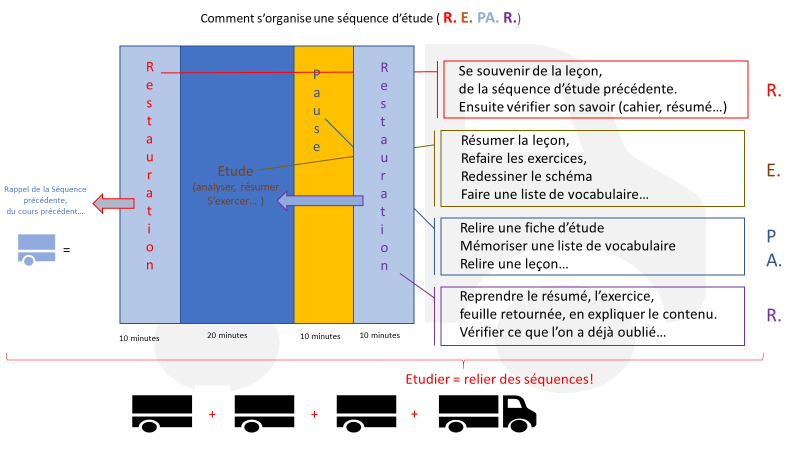 Comment s’organise une séquence d’étude ( R. E. PA. R.)
Restauration
Etude
(analyser, résumer
S’exercer… )
Pause
Restauration
Rappel de la Séquence
précédente,
du cours précédent…
=
10 minutes
20 minutes
10 minutes
10 minutes
Se souvenir de la leçon,
de la séquence d’étude précédente.
Ensuite vérifier son savoir (cahier, résumé…)
R.
Résumer la leçon,
Refaire les exercices,
Redessiner le schéma
Faire une liste de vocabulaire…
E.
Relire une fiche d’étude
Mémoriser une liste de vocabulaire
Relire une leçon…
P
A.
Reprendre le résumé, l’exercice,
feuille retournée, en expliquer le contenu.
Vérifier ce que l’on a déjà oublié…
R.
Etudier = relier des séquences!
+ + +